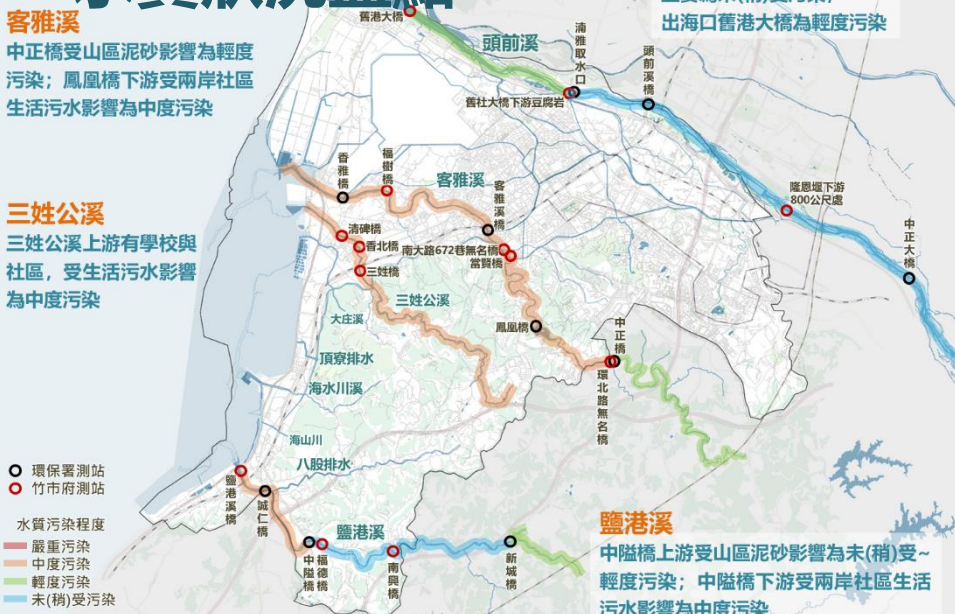 客雅溪
中正橋受山區泥砂影響為輕度
污染；鳳凰橋下游受兩岸社區
生活污水影響為中度污染
三姓公溪
三姓公溪上游有學校與
社區，受生活污水影響
為中度污染
出海口舊港大橋為輕度污染
舊港大橋
頭前溪
湳雅取水口
頭前溪橋
舊社大橋下游豆腐岩
隆恩堰下游
800公尺處
中正大橋
香雅橋
福樹橋
客雅溪
客雅溪橋
清碑橋
香北橋
三姓橋
南大路672巷無名橋
當賢橋
三姓公溪
大庄溪
鳳凰橋
中正橋
環北路無名橋
頂寮排水
海水川溪
海山川
八股排水
鹽港溪橋
誠仁橋
鹽港溪
中隘橋
福德橋
南興橋
新城橋
環保署測站
竹市府測站
水質污染程度
嚴重污染
中度污染
輕度污染
未(稍)受污染
鹽港溪
中隘橋上游受山區泥砂影響為未(稍)受~
輕度污染；中隘橋下游受兩岸社區生活
污水影響為中度污染